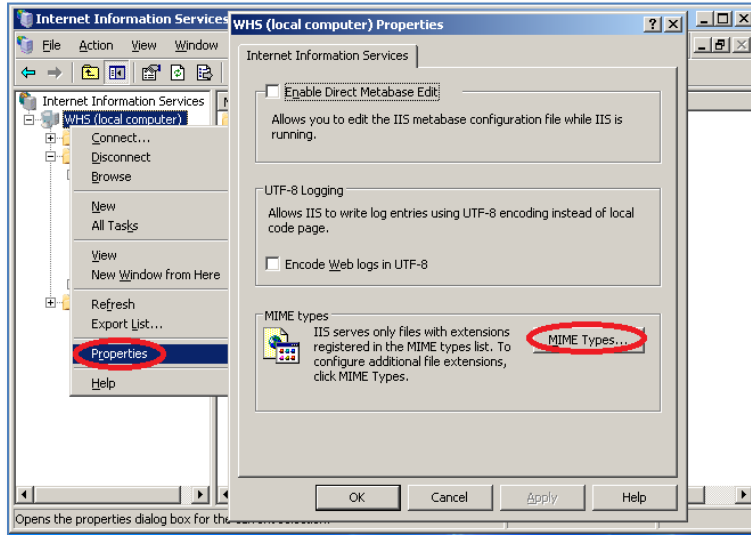 Internet Information Services
File Action View Window
Internet Information Services
WHS (local computer)
Connect...
Disconnect
Browse
New
All Tasks
View
New Window from Here
Refresh
Export List...
Properties
Help
Opens the properties dialog box for the
WHS (local computer) Properties
Internet Information Services
Enable Direct Metabase Edit
Allows you to edit the IIS metabase configuration file while IIS is
running.
UTF-8 Logging
Allows IIS to write log entries using UTF-8 encoding instead of local
code page.
Encode Web logs in UTF-8
MIME types
IIS serves only files with extensions
registered in the MIME types list. To
configure additional file extensions,
click MIME Types.
MIME Types...
OK Cancel Apply Help